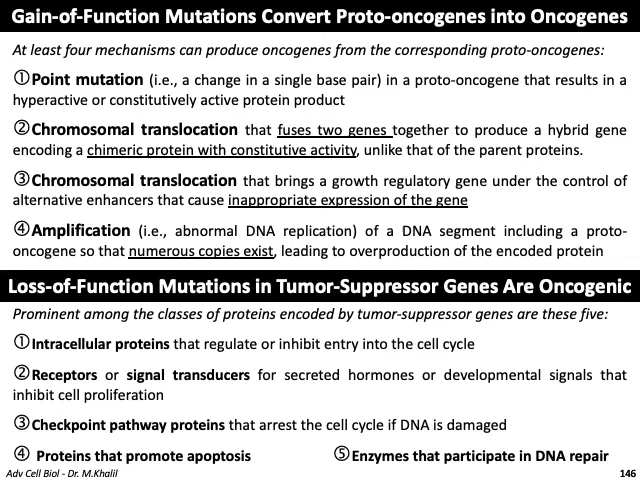 Gain-of-Function Mutations Convert Proto-oncogenes into Oncogenes
At least four mechanisms can produce oncogenes from the corresponding proto-oncogenes:
①Point mutation (i.e., a change in a single base pair) in a proto-oncogene that results in a
hyperactive or constitutively active protein product
②Chromosomal translocation that fuses two genes together to produce a hybrid gene
encoding a chimeric protein with constitutive activity, unlike that of the parent proteins.
③Chromosomal translocation that brings a growth regulatory gene under the control of
alternative enhancers that cause inappropriate expression of the gene
④Amplification (i.e., abnormal DNA replication) of a DNA segment including a proto-
oncogene so that numerous copies exist, leading to overproduction of the encoded protein
Loss-of-Function Mutations in Tumor-Suppressor Genes Are Oncogenic
Prominent among the classes of proteins encoded by tumor-suppressor genes are these five:
①Intracellular proteins that regulate or inhibit entry into the cell cycle
②Receptors or signal transducers for secreted hormones or developmental signals that
inhibit cell proliferation
③Checkpoint pathway proteins that arrest the cell cycle if DNA is damaged
④ Proteins that promote apoptosis ⑤Enzymes that participate in DNA repair
Adv Cell Biol - Dr. M.Khalil 146